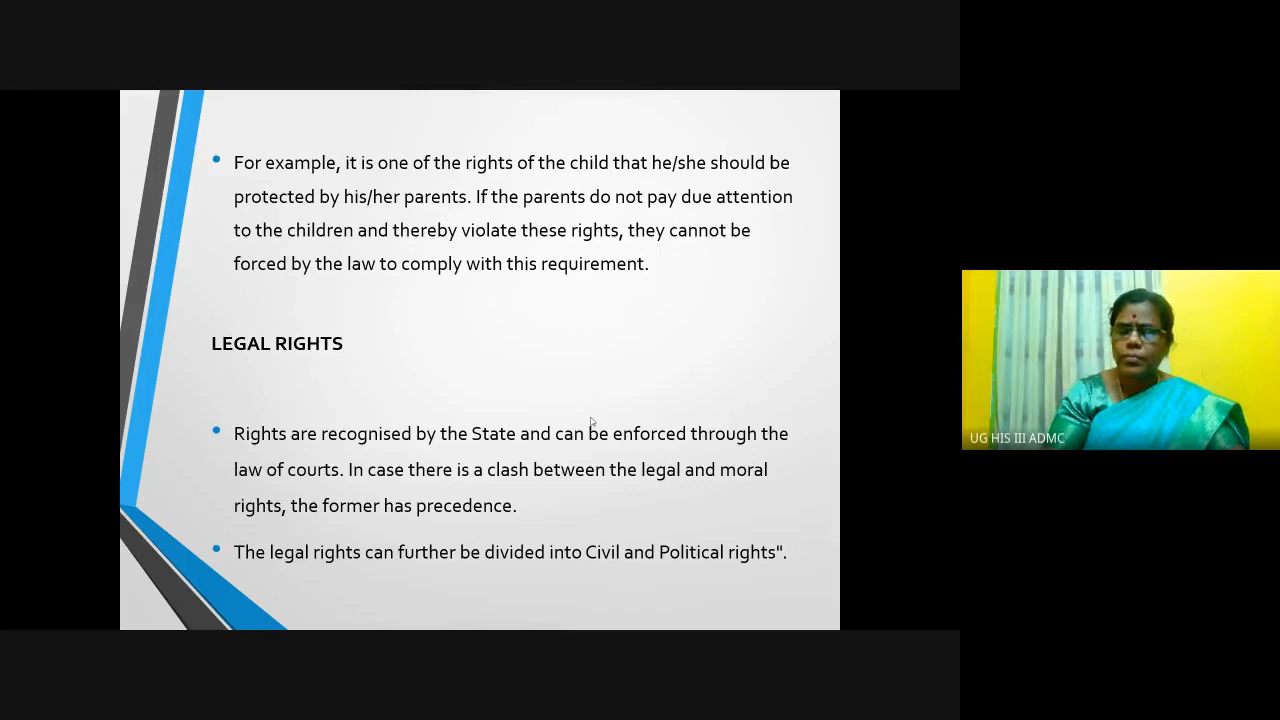 For example, it is one of the rights of the child that he/she should be
protected by his/her parents. If the parents do not pay due attention
to the children and thereby violate these rights, they cannot be
forced by the law to comply with this requirement.
LEGAL RIGHTS
Rights are recognised by the State and can be enforced through the
law of courts. In case there is a clash between the legal and moral
rights, the former has precedence.
The legal rights can further be divided into Civil and Political rights".
UG HIS III ADMC